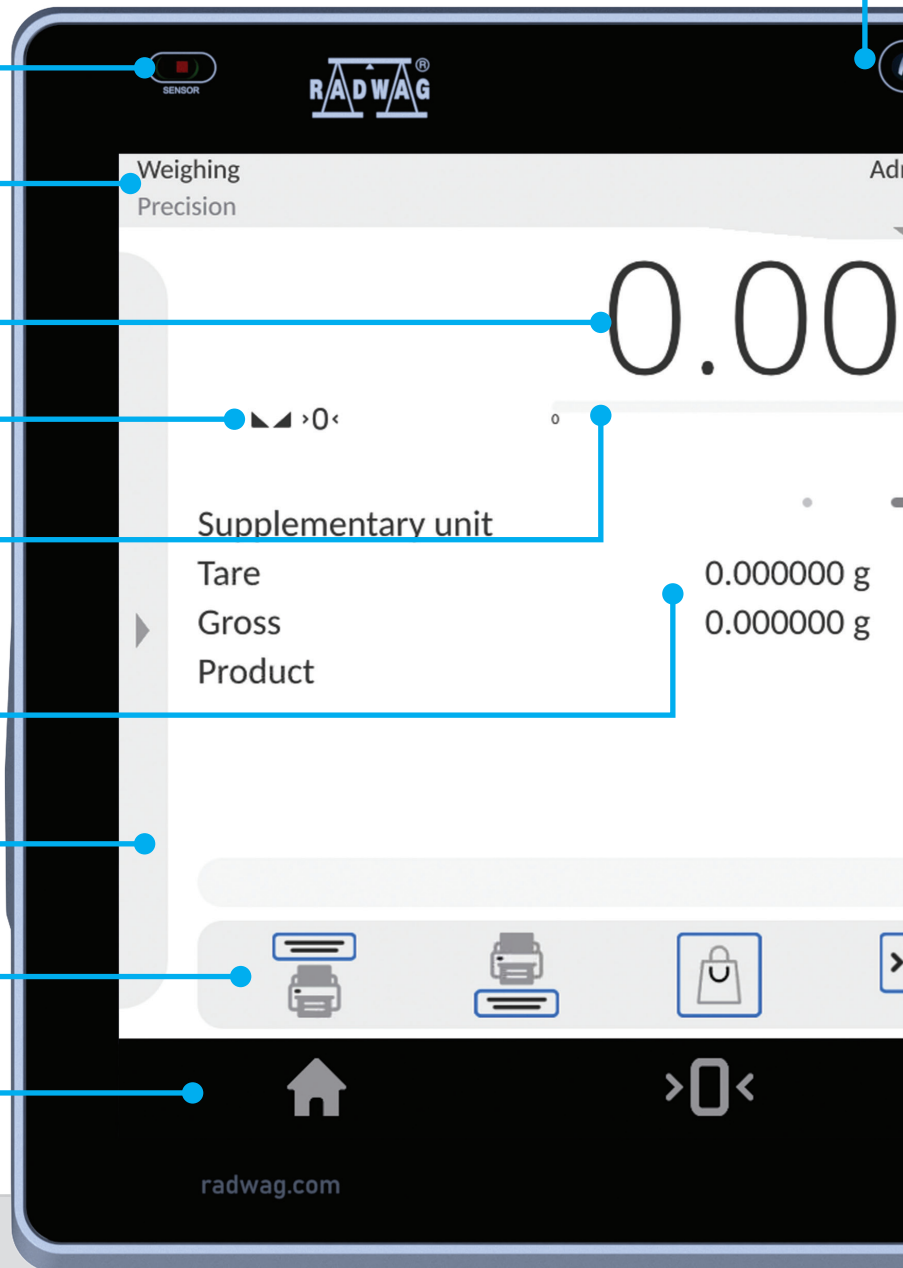 SENSOR
RADWAG®
Weighing
Precision
0.00
>0<
0
Supplementary unit
Tare 0.000000 g
Gross 0.000000 g
Product
>0<
radwag.com